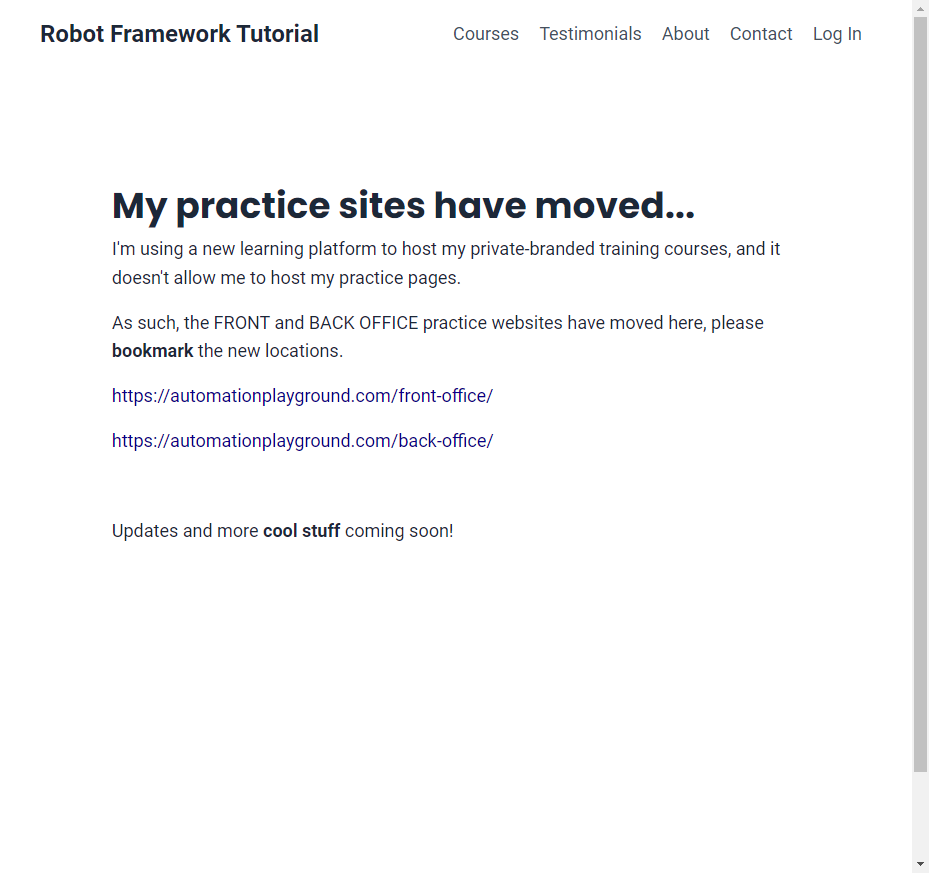 Robot Framework Tutorial
Courses Testimonials About Contact Log In
My practice sites have moved...
I'm using a new learning platform to host my private-branded training courses, and it
doesn't allow me to host my practice pages.
As such, the FRONT and BACK OFFICE practice websites have moved here, please
bookmark the new locations.
https://automationplayground.com/front-office/
https://automationplayground.com/back-office/
Updates and more cool stuff coming soon!